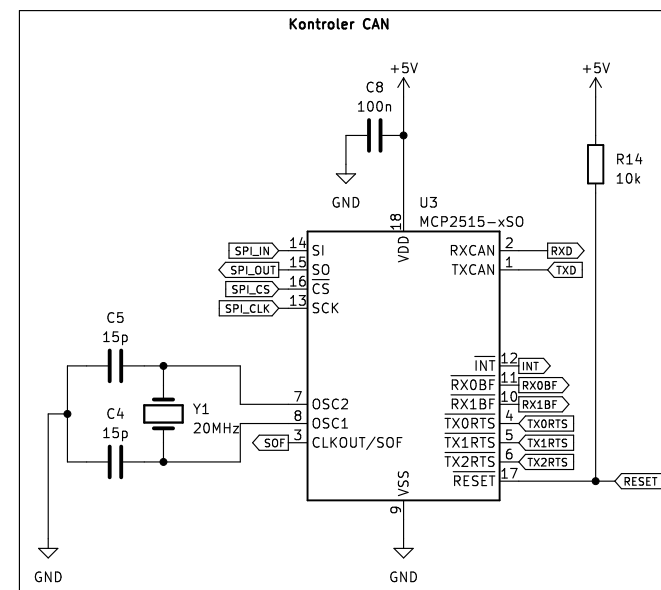 Kontroler CAN
+5V
+5V
C8
100n
R14
10k
GND
U3
MCP2515-xSO
18
VDD
SPI_IN 14 SI
SPI_OUT 15 SO
SPI_CS 16 CS
SPI_CLK 13 SCK
RXCAN 2 RXD
TXCAN 1 TXD
C5
15p
INT 12 INT
RX0BF 11 RX0BF
RX1BF 10 RX1BF
TX0RTS 4 TX0RTS
TX1RTS 5 TX1RTS
TX2RTS 6 TX2RTS
RESET 17 RESET
7 OSC2
8 OSC1
SOF 3 CLKOUT/SOF
C4
15p
Y1
20MHz
VSS
9
GND
GND